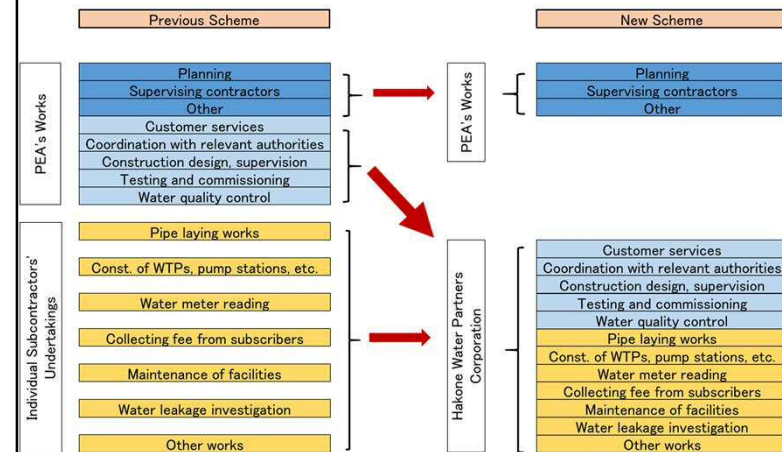 Previous Scheme
New Scheme
PEA's Works
Planning
Supervising contractors
Other
Customer services
Coordination with relevant authorities
Construction design, supervision
Testing and commissioning
Water quality control
Individual Subcontractors'
Undertakings
Pipe laying works
Const. of WTPs, pump stations, etc.
Water meter reading
Collecting fee from subscribers
Maintenance of facilities
Water leakage investigation
Other works
PEA's Works
Planning
Supervising contractors
Other
Hakone Water Partners
Corporation
Customer services
Coordination with relevant authorities
Construction design, supervision
Testing and commissioning
Water quality control
Pipe laying works
Const. of WTPs, pump stations, etc.
Water meter reading
Collecting fee from subscribers
Maintenance of facilities
Water leakage investigation
Other works